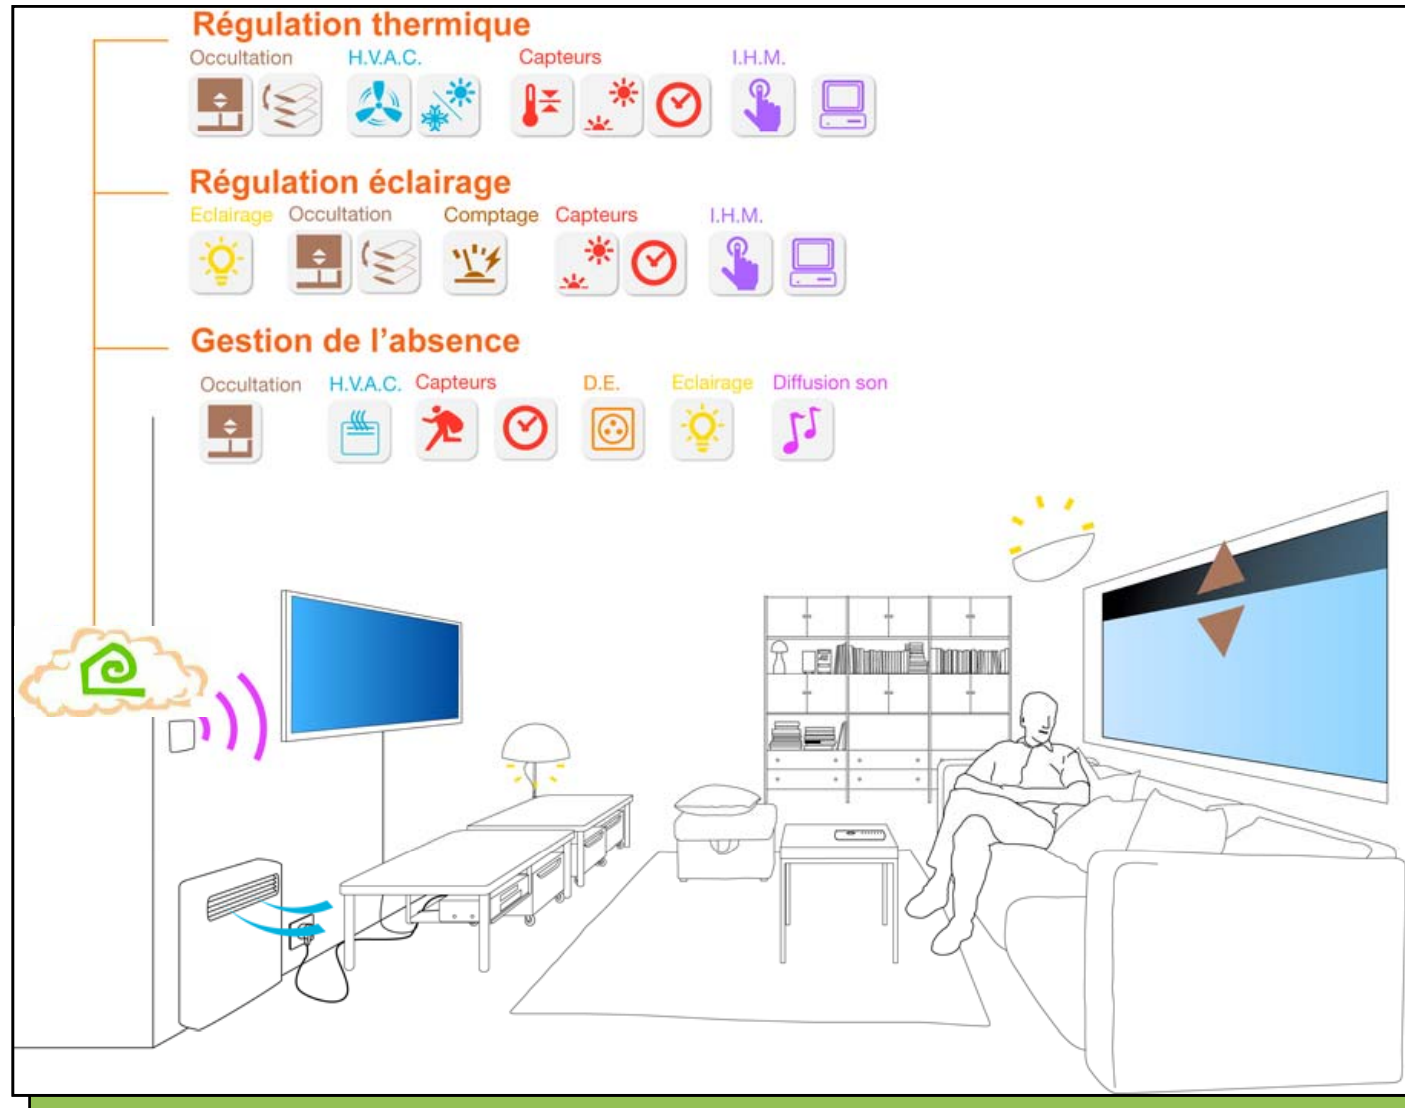 Régulation thermique
Occultation H.V.A.C. Capteurs I.H.M.
Régulation éclairage
Eclairage Occultation Comptage Capteurs I.H.M.
Gestion de l'absence
Occultation H.V.A.C. Capteurs D.E. Eclairage Diffusion son